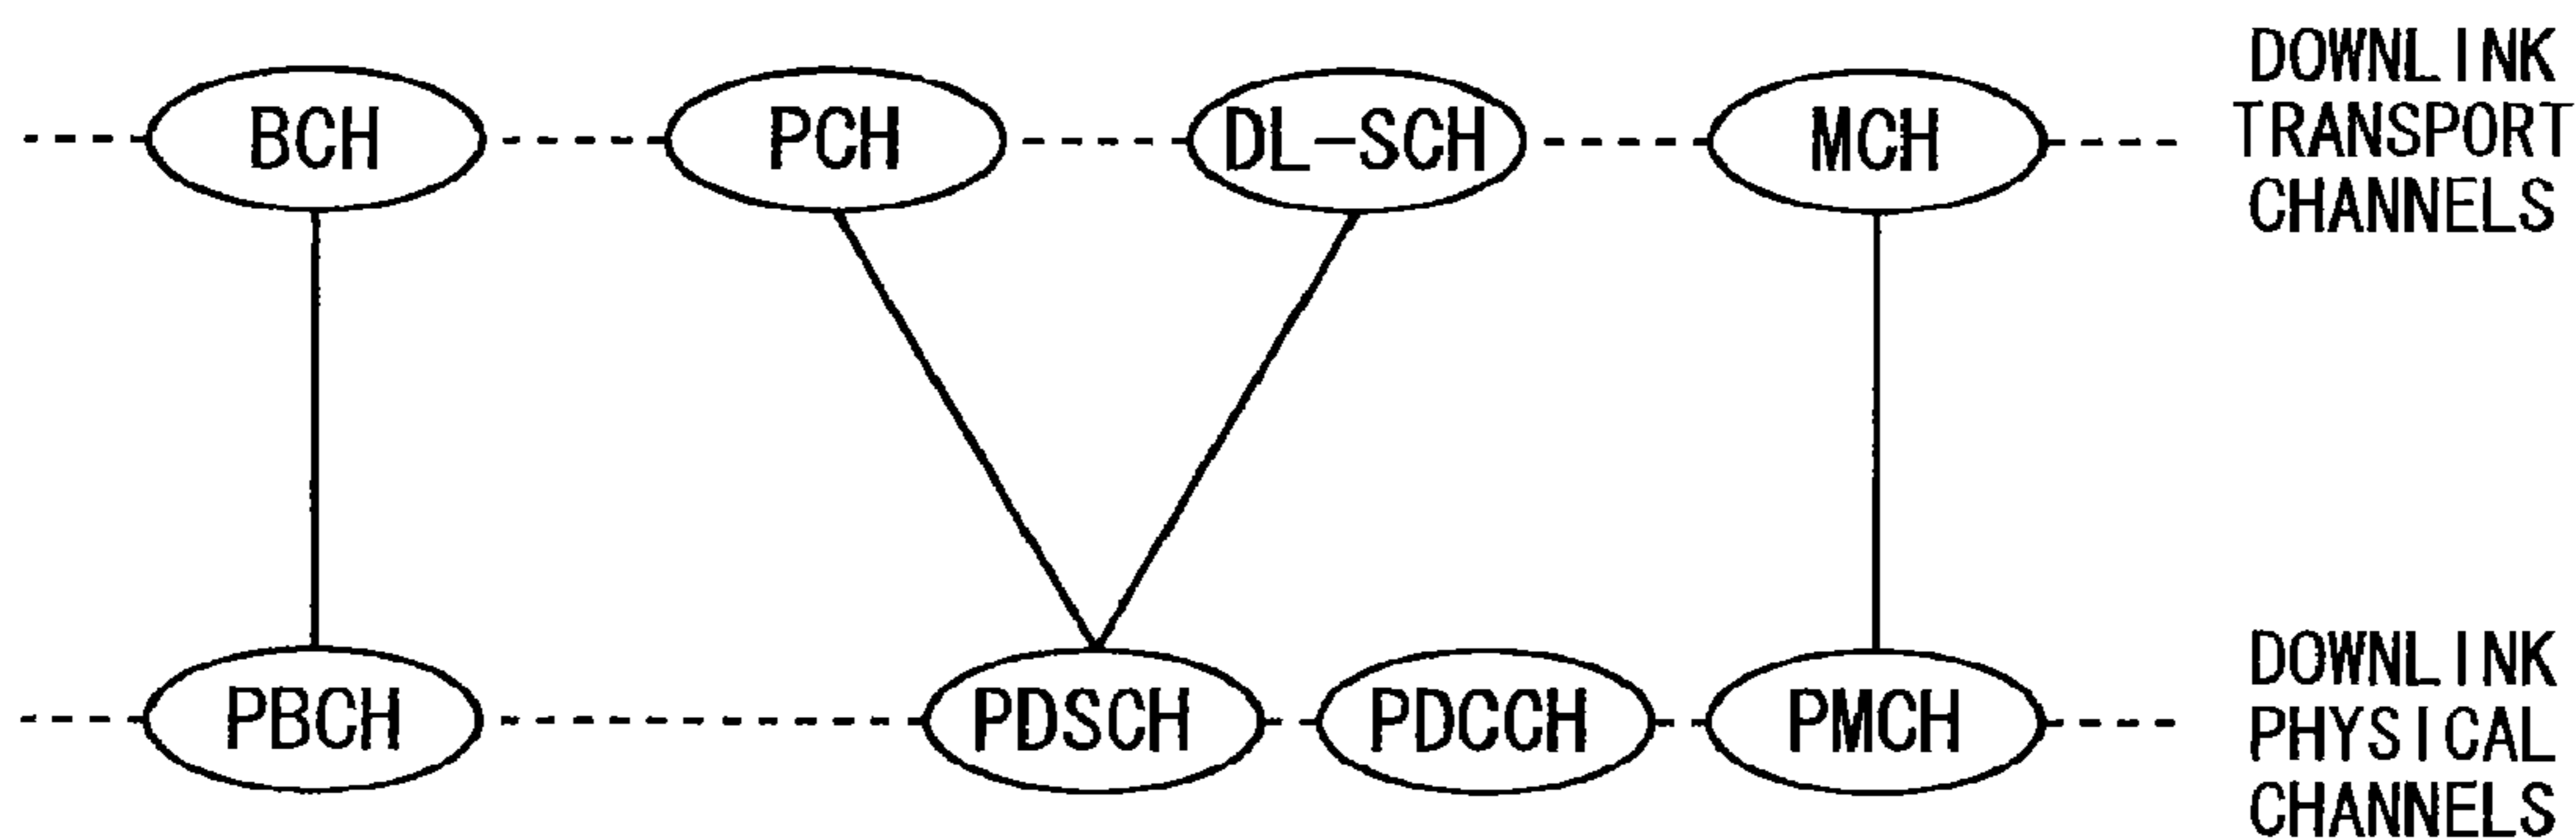 BCH
PCH
DL-SCH
MCH
DOWNLINK
TRANSPORT
CHANNELS
PBCH
PDSCH
PDCCH
PMCH
DOWNLINK
PHYSICAL
CHANNELS